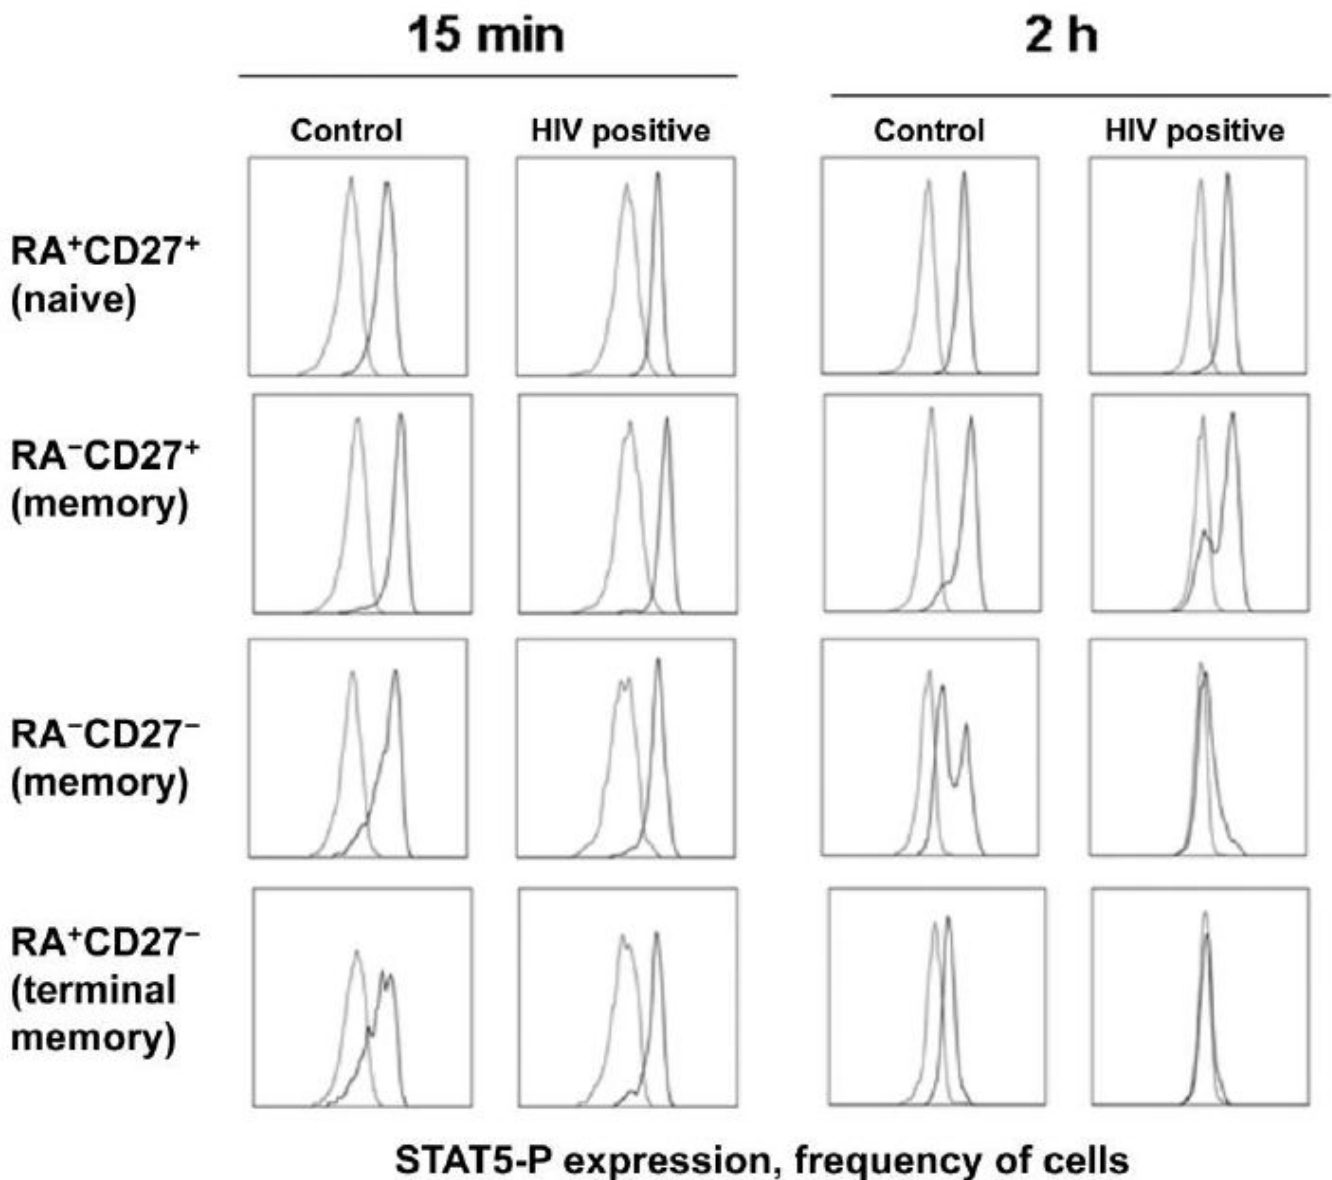 15 min
2 h
Control
HIV positive
Control
HIV positive
RA⁺CD27⁺
(naive)
RA⁻CD27⁺
(memory)
RA⁻CD27⁻
(memory)
RA⁺CD27⁻
(terminal
memory)
STAT5-P expression, frequency of cells